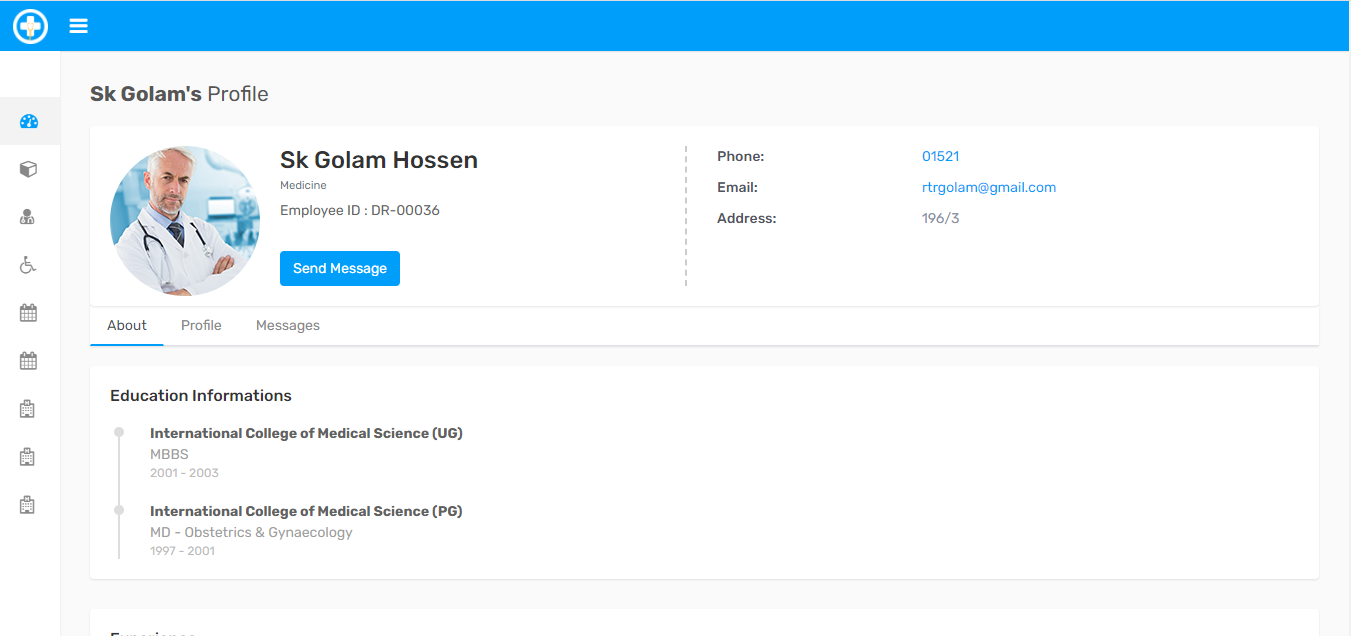 Sk Golam's Profile
Sk Golam Hossen
Medicine
Employee ID : DR-00036
Send Message
Phone: 01521
Email: rtrgolam@gmail.com
Address: 196/3
About Profile Messages
Education Informations
International College of Medical Science (UG)
MBBS
2001 - 2003
International College of Medical Science (PG)
MD - Obstetrics & Gynaecology
1997 - 2001